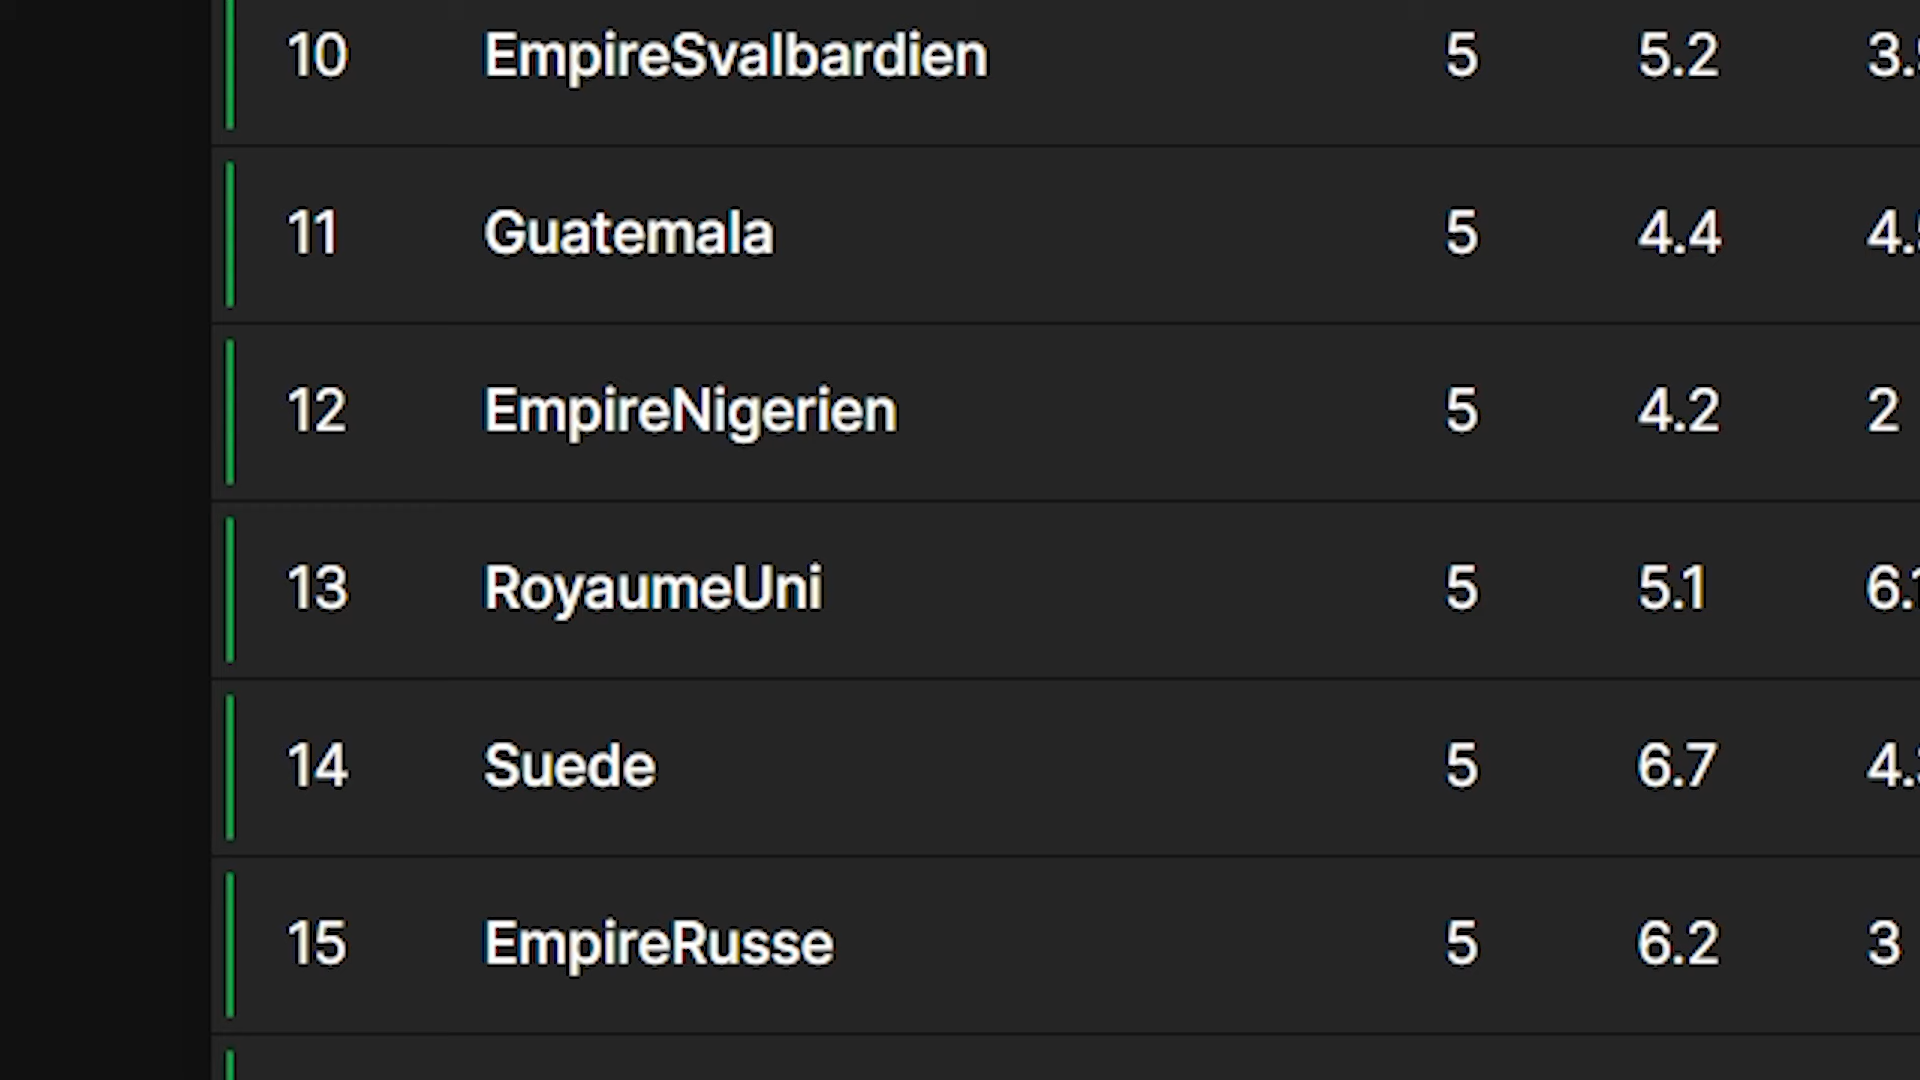 10 EmpireSvalbardien 5 5.2
11 Guatemala 5 4.4
12 EmpireNigerien 5 4.2 2
13 RoyaumeUni 5 5.1
14 Suede 5 6.7
15 EmpireRusse 5 6.2 3